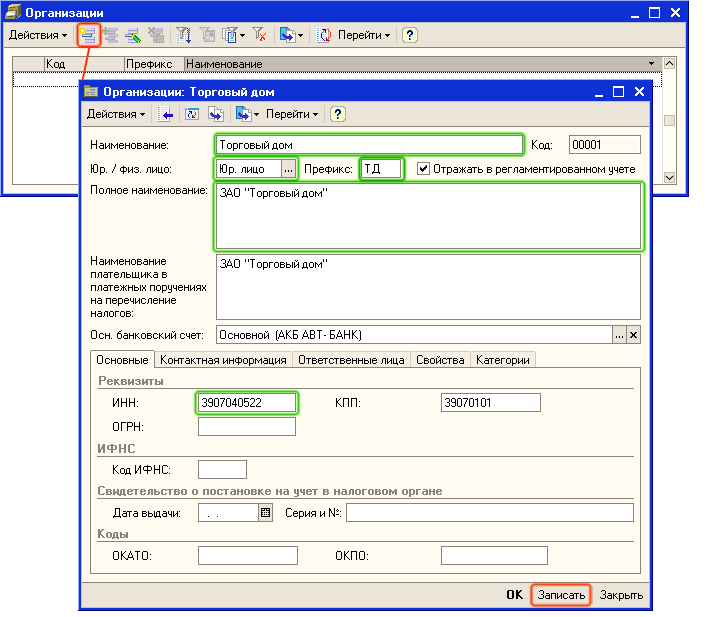 Организации
Действия
Перейти
?
Код Префикс Наименование
Организации: Торговый дом
Действия
Перейти
?
Наименование: Торговый дом Код: 00001
Юр. / физ. лицо: Юр. лицо ... Префикс: ТД Отражать в регламентированном учете
Полное наименование: ЗАО "Торговый дом"
Наименование ЗАО "Торговый дом"
плательщика в
платежных поручениях
на перечисление
налогов:
Осн. банковский счет: Основной (АКБ АВТ- БАНК) ... x
Основные Контактная информация Ответственные лица Свойства Категории
Реквизиты
ИНН: 3907040522 КПП: 39070101
ОГРН:
ИФНС
Код ИФНС:
Свидетельство о постановке на учет в налоговом органе
Дата выдачи: . . Серия и №:
Коды
ОКАТО: ОКПО:
OK Записать Закрыть